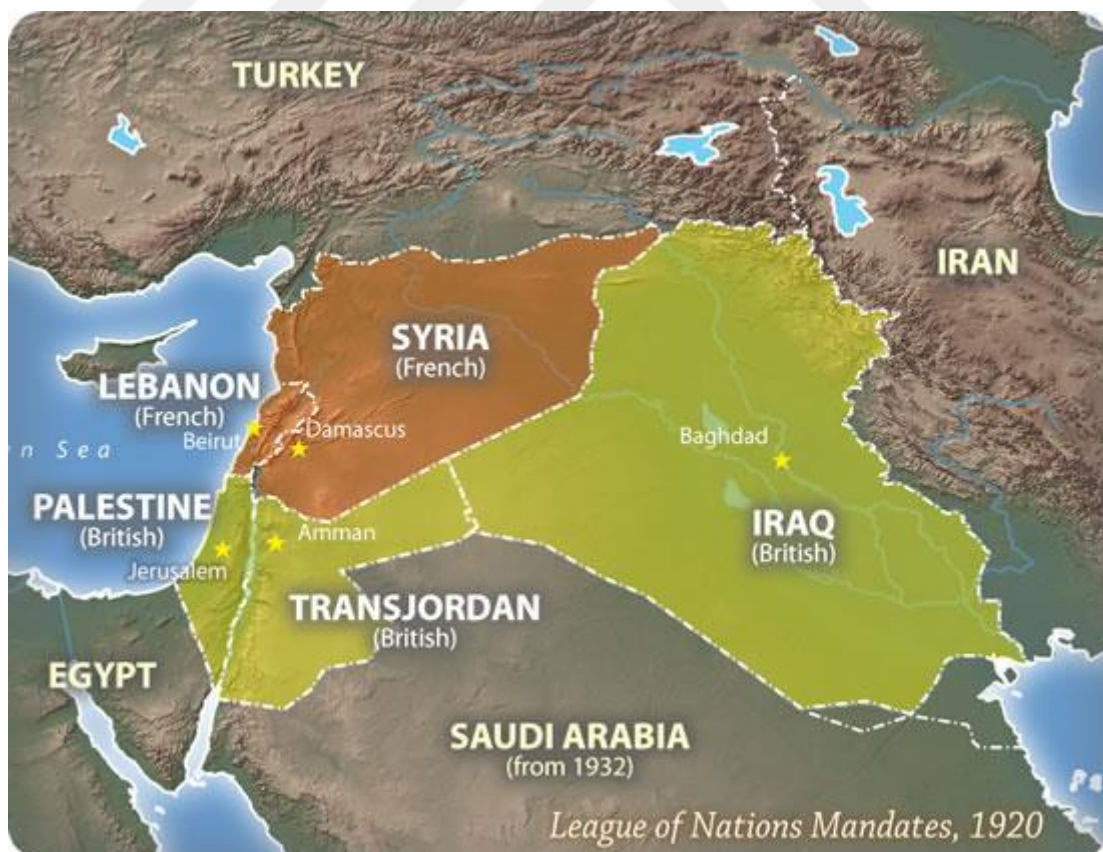 TURKEY
IRAN
SYRIA
(French)
LEBANON
(French)
Beirut
Damascus
n Sea
Baghdad
PALESTINE
(British)
Amman
IRAQ
(British)
Jerusalem
TRANSJORDAN
(British)
EGYPT
SAUDI ARABIA
(from 1932)
Pa
League of Nations Mandates, 1920